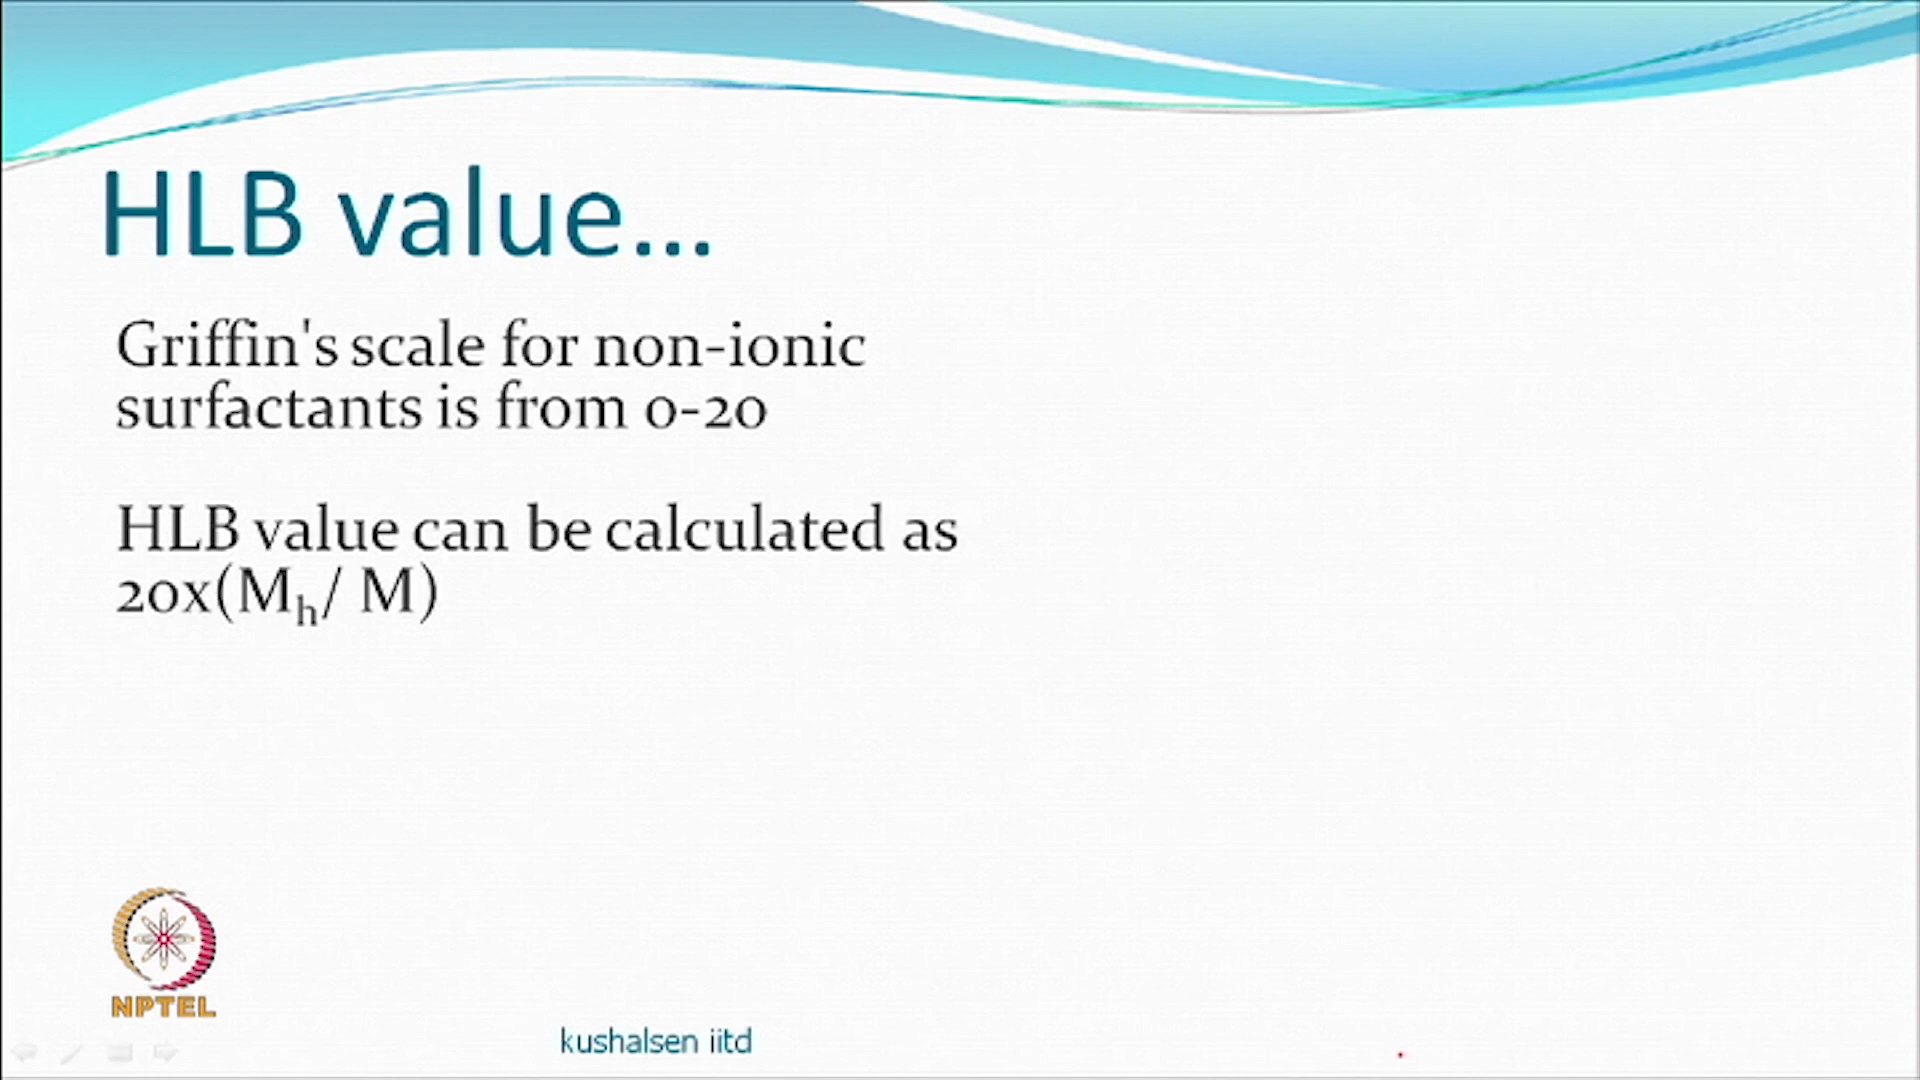 HLB value...
Griffin's scale for non-ionic
surfactants is from 0-20
HLB value can be calculated as
20x(Mh/ M)
NPTEL
kushalsen iitd